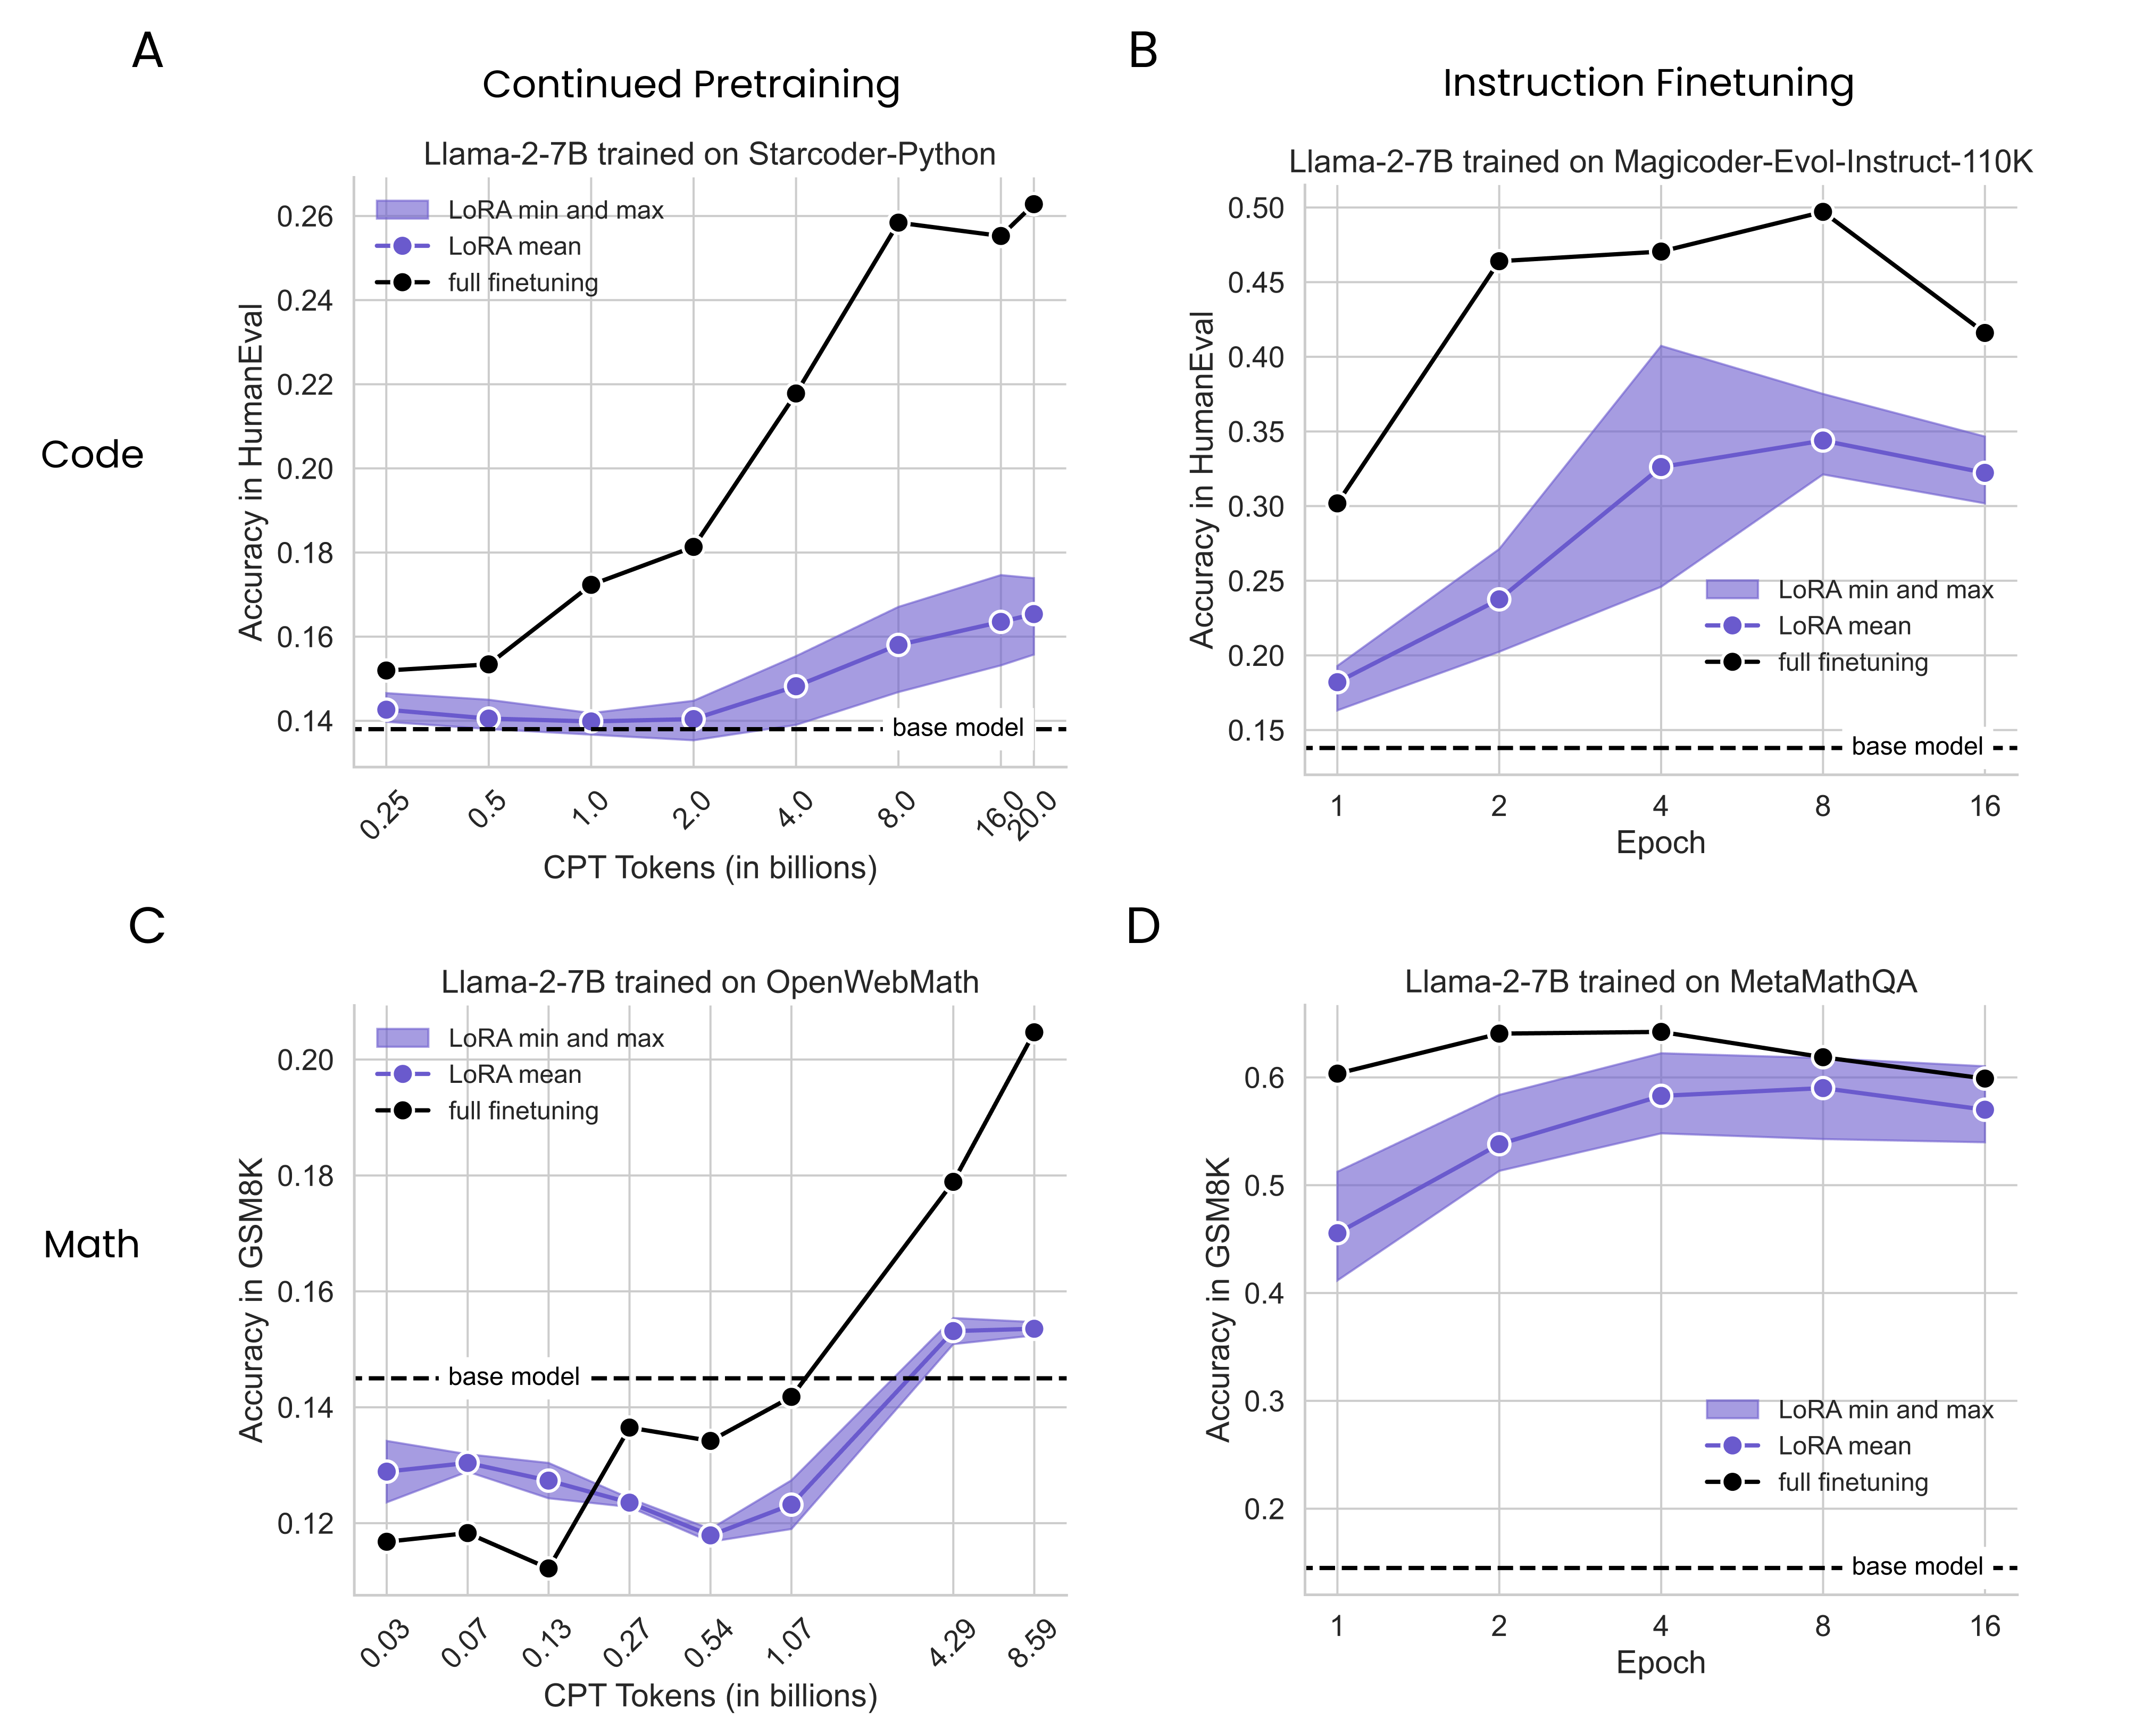 A
Continued Pretraining
B
Instruction Finetuning
Code
Llama-2-7B trained on Starcoder-Python
LoRA min and max
LoRA mean
full finetuning
Accuracy in HumanEval
0.26
0.24
0.22
0.20
0.18
0.16
0.14
base model
0.25
0.5
1.0
2.0
4.0
8.0
16.0
20.0
CPT Tokens (in billions)
Llama-2-7B trained on Magicoder-Evol-Instruct-110K
Accuracy in HumanEval
0.50
0.45
0.40
0.35
0.30
0.25
0.20
0.15
LoRA min and max
LoRA mean
full finetuning
base model
1
2
4
8
16
Epoch
C
Math
Llama-2-7B trained on OpenWebMath
LoRA min and max
LoRA mean
full finetuning
Accuracy in GSM8K
0.20
0.18
0.16
0.14
0.12
base model
0.03
0.07
0.13
0.27
0.54
1.07
4.29
8.59
CPT Tokens (in billions)
D
Llama-2-7B trained on MetaMathQA
Accuracy in GSM8K
0.6
0.5
0.4
0.3
0.2
LoRA min and max
LoRA mean
full finetuning
base model
1
2
4
8
16
Epoch